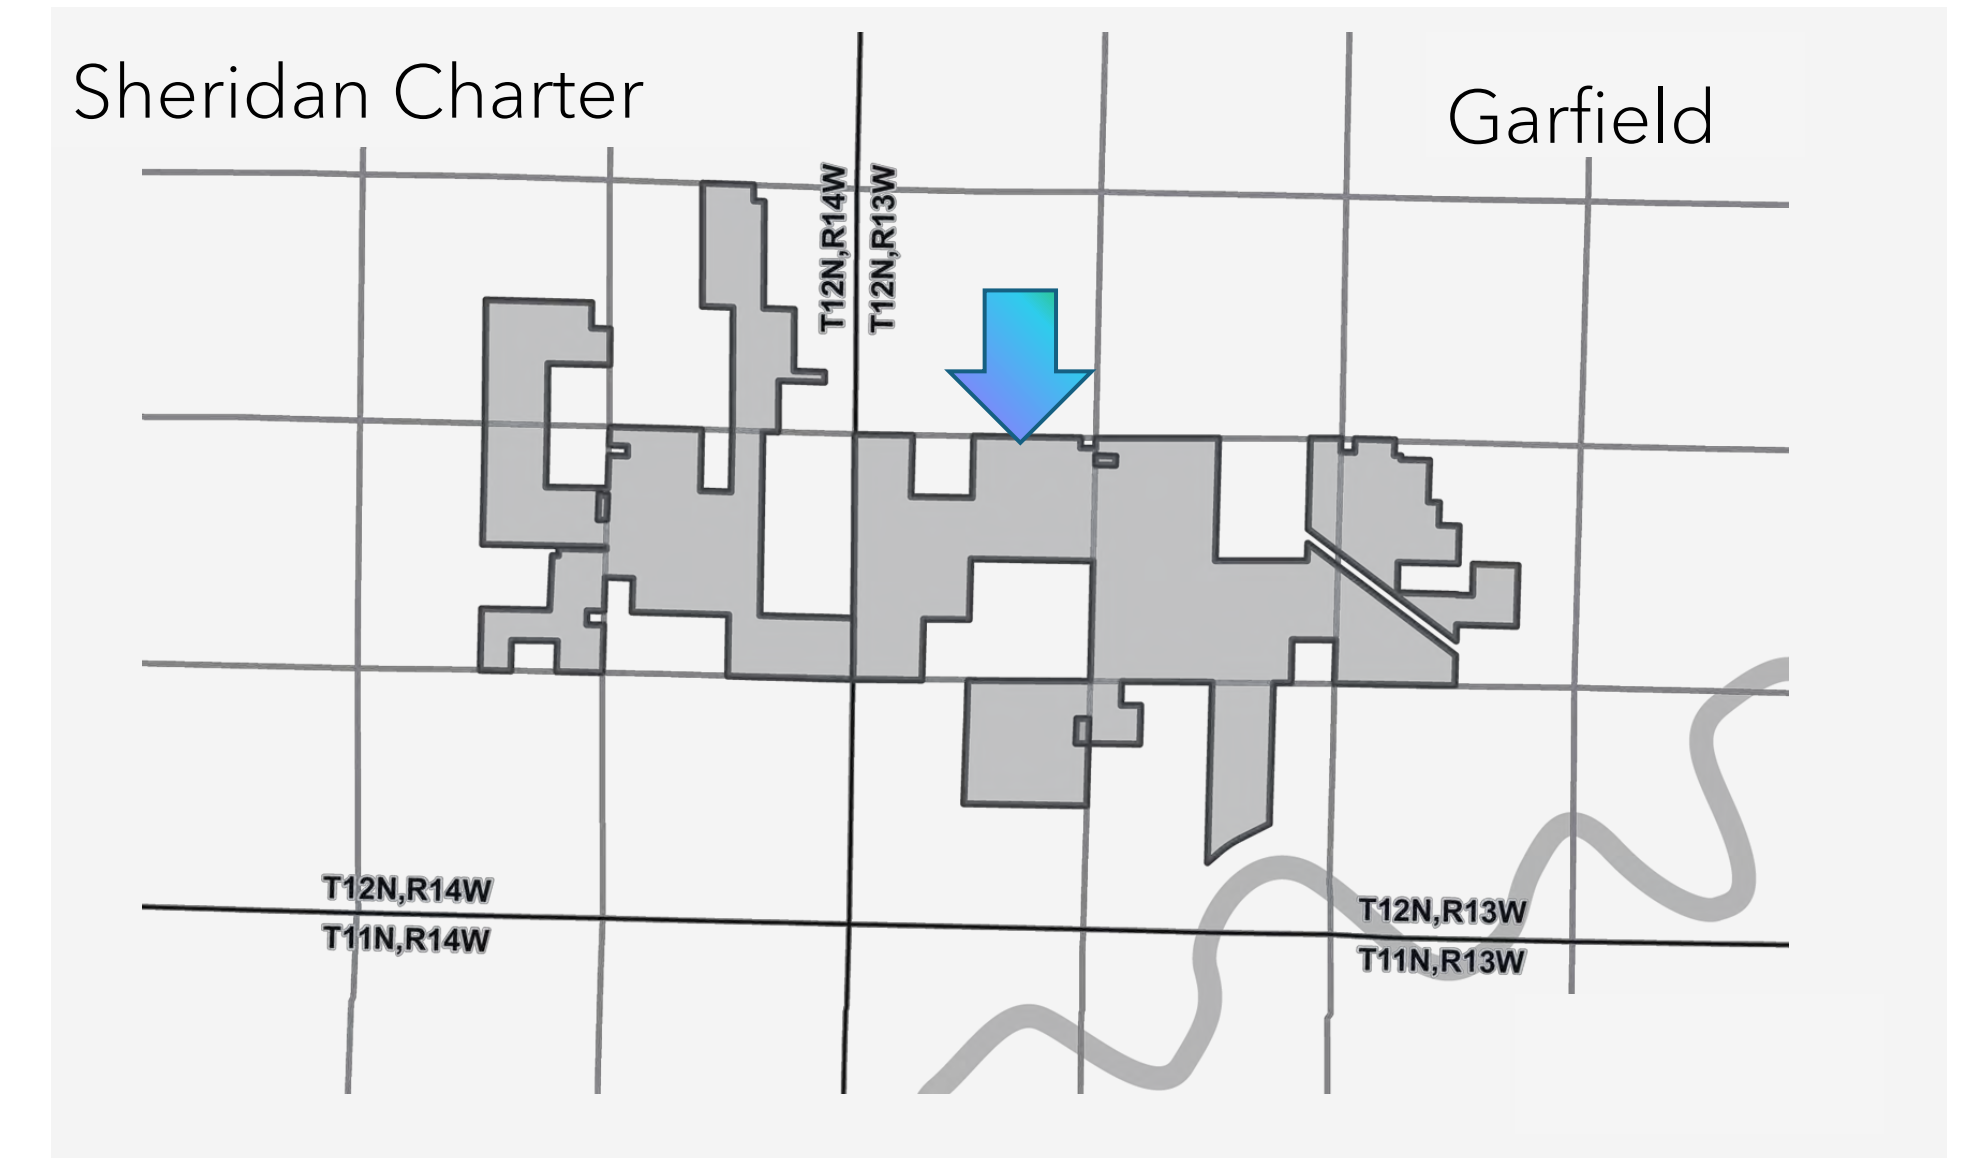 Sheridan Charter
Garfield
T12N,R14W
T12N,R13W
T12N,R14W
T11N,R14W
T12N,R13W
T11N,R13W